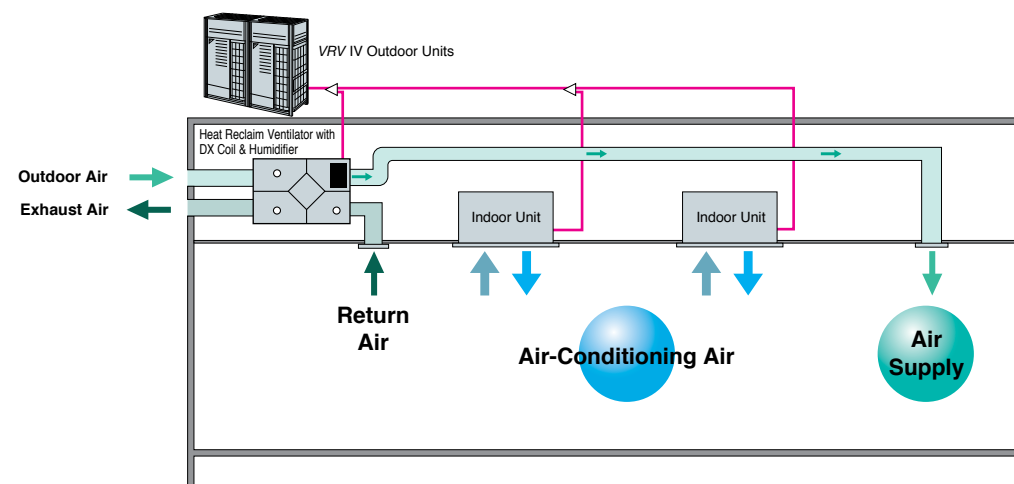 VRV IV Outdoor Units
Heat Reclaim Ventilator with
DX Coil & Humidifier
Outdoor Air
Exhaust Air
Indoor Unit
Indoor Unit
Return
Air
Air-Conditioning Air
Air
Supply